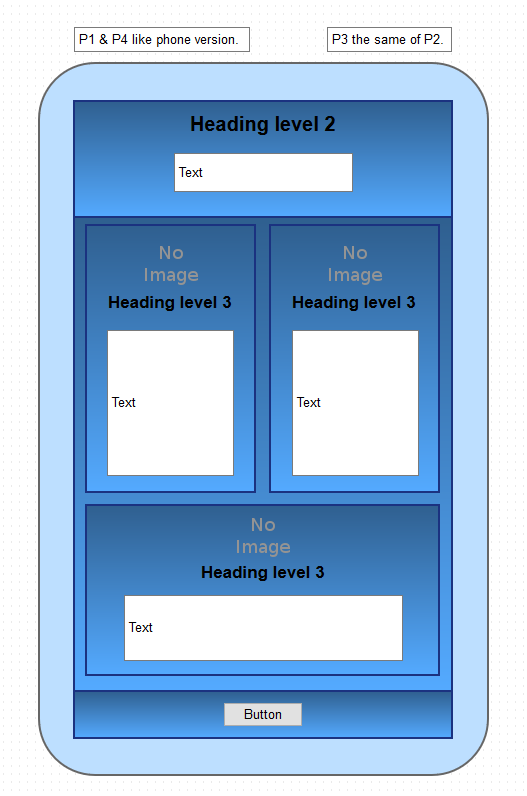 P1 & P4 like phone version.
P3 the same of P2.
Heading level 2
Text
No
Image
Heading level 3
Text
No
Image
Heading level 3
Text
No
Image
Heading level 3
Text
Button